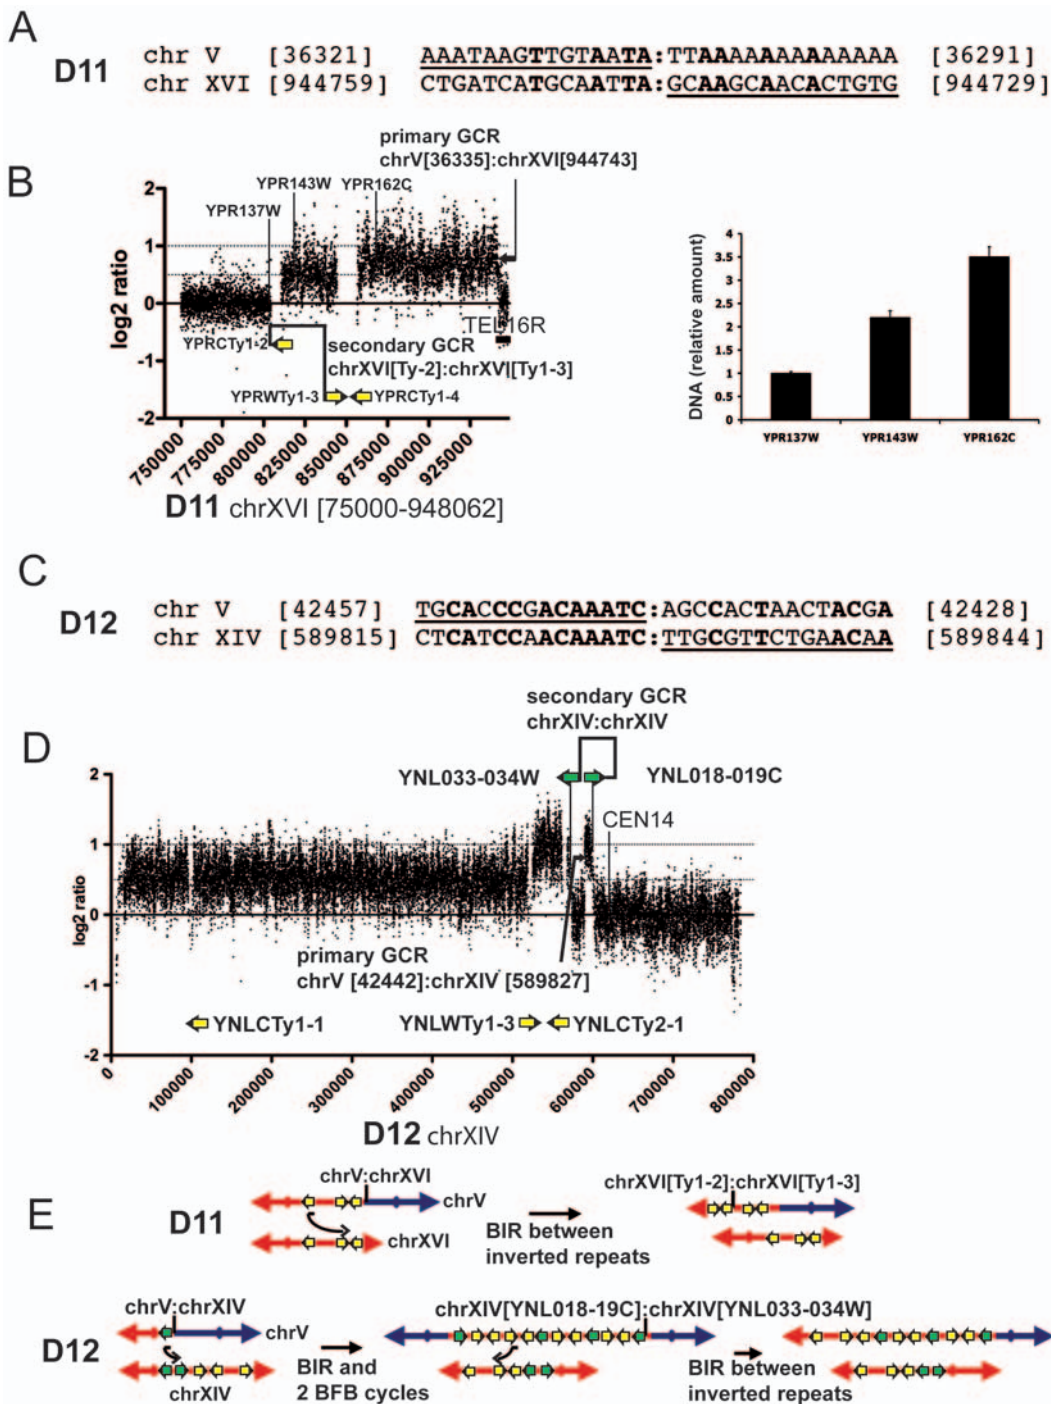 A
D11
chr V [36321] AAATAAGTTGTAATA:TTAAAAAAAAAAAAA [36291]
chr XVI [944759] CTGATCATGCAATTA:GCAAGCAACACTGTG [944729]
B
primary GCR
chrV[36335]:chrXVI[944743]
YPR143W
YPR162C
YPR137W
log2 ratio
2
1
0
-1
-2
TEL16R
YPRCTy1-2
secondary GCR
chrXVI[Ty-2]:chrXVI[Ty1-3]
YPRWTy1-3
YPRCTy1-4
750000
775000
800000
825000
850000
875000
900000
925000
D11 chrXVI [75000-948062]
DNA (relative amount)
4
3.5
3
2.5
2
1.5
1
0.5
0
YPR137W
YPR143W
YPR162C
C
D12
chr V [42457] TGCACCCGACAAATC:AGCCACTAACTACGA [42428]
chr XIV [589815] CTCATCCAACAAATC:TTGCGTTCTGAACAA [589844]
D
secondary GCR
chrXIV:chrXIV
YNL033-034W
YNL018-019C
CEN14
log2 ratio
2
1
0
-1
-2
primary GCR
chrV [42442]:chrXIV [589827]
YNLCTy1-1
YNLWTy1-3
YNLCTy2-1
0
100000
200000
300000
400000
500000
600000
700000
800000
D12 chrXIV
E
D11
chrV:chrXVI
chrV
chrXVI
BIR between
inverted repeats
chrXVI[Ty1-2]:chrXVI[Ty1-3]
D12
chrV:chrXIV
chrV
chrXIV
BIR and
2 BFB cycles
chrXIV[YNL018-19C]:chrXIV[YNL033-034W]
BIR between
inverted repeats